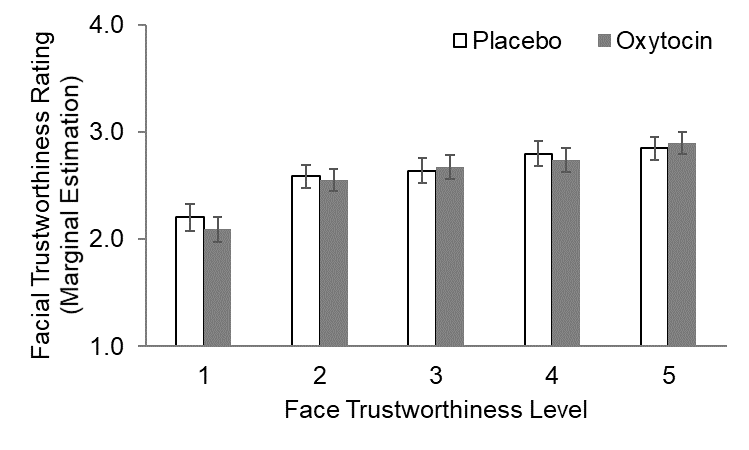 4.0
Placebo
Oxytocin
3.0
2.0
1.0
Facial Trustworthiness Rating
(Marginal Estimation)
1 2 3 4 5
Face Trustworthiness Level